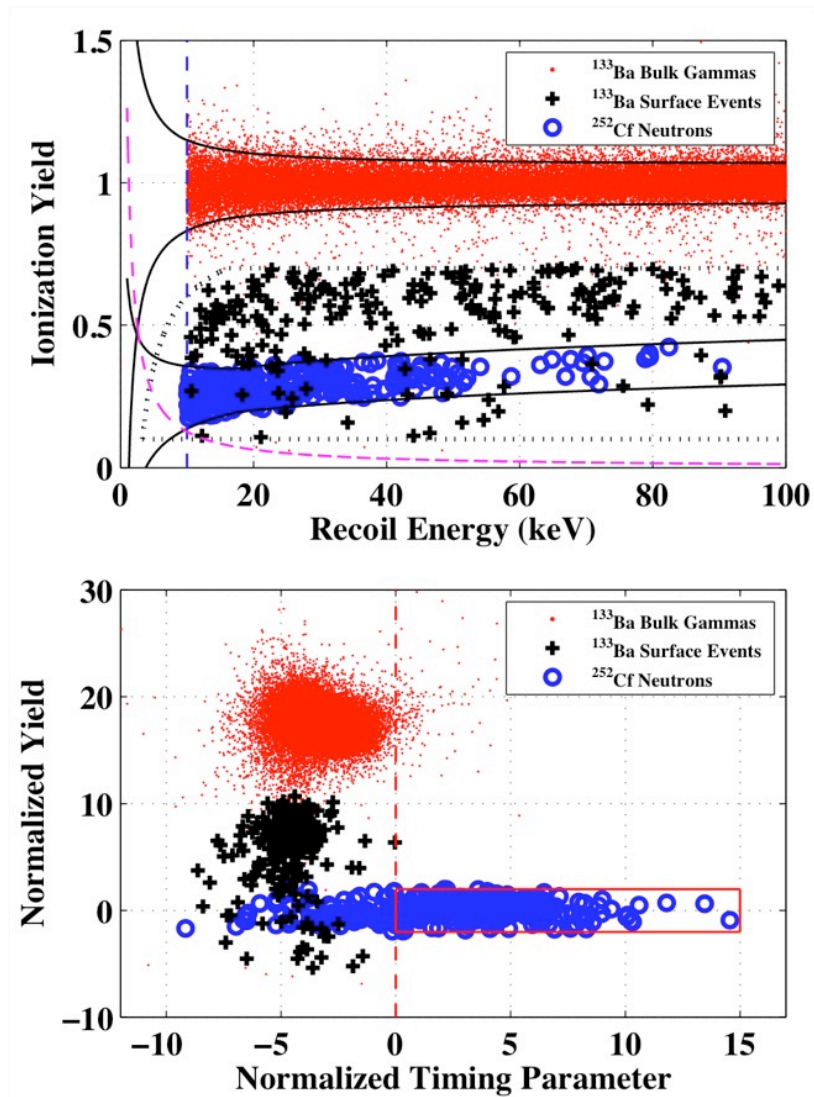 1.5
1
0.5
0
Ionization Yield
¹³³Ba Bulk Gammas
¹³³Ba Surface Events
²⁵²Cf Neutrons
0 20 40 60 80 100
Recoil Energy (keV)
30
20
10
0
−10
Normalized Yield
¹³³Ba Bulk Gammas
¹³³Ba Surface Events
²⁵²Cf Neutrons
−10 −5 0 5 10 15
Normalized Timing Parameter